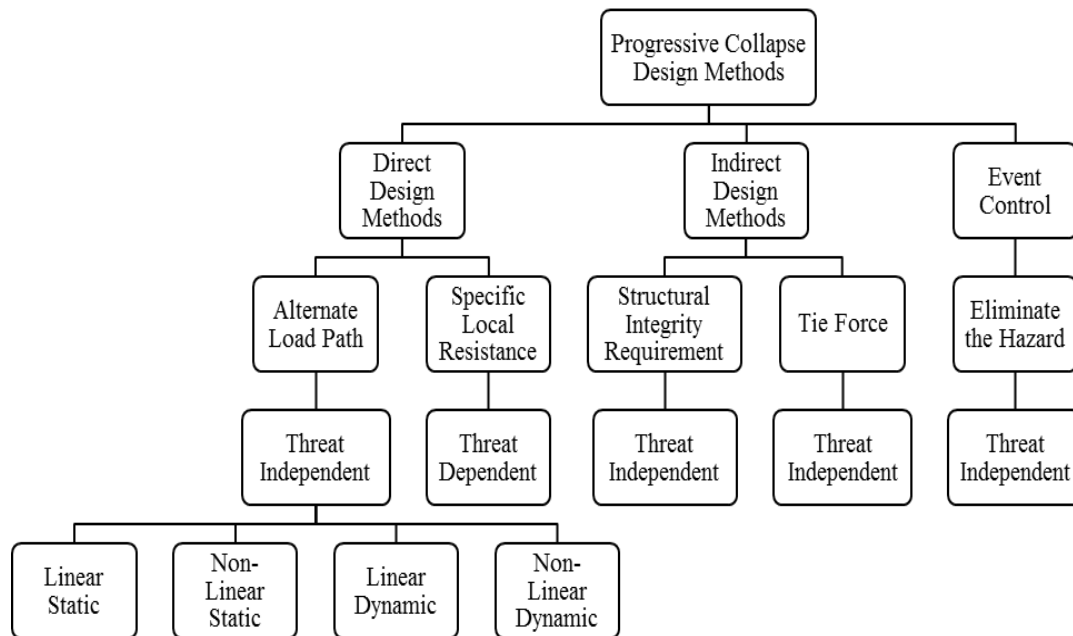 Progressive Collapse
Design Methods
Direct
Design
Methods
Indirect
Design
Methods
Event
Control
Alternate
Load Path
Specific
Local
Resistance
Structural
Integrity
Requirement
Tie Force
Eliminate
the Hazard
Threat
Independent
Threat
Dependent
Threat
Independent
Threat
Independent
Threat
Independent
Linear
Static
Non-
Linear
Static
Linear
Dynamic
Non-
Linear
Dynamic